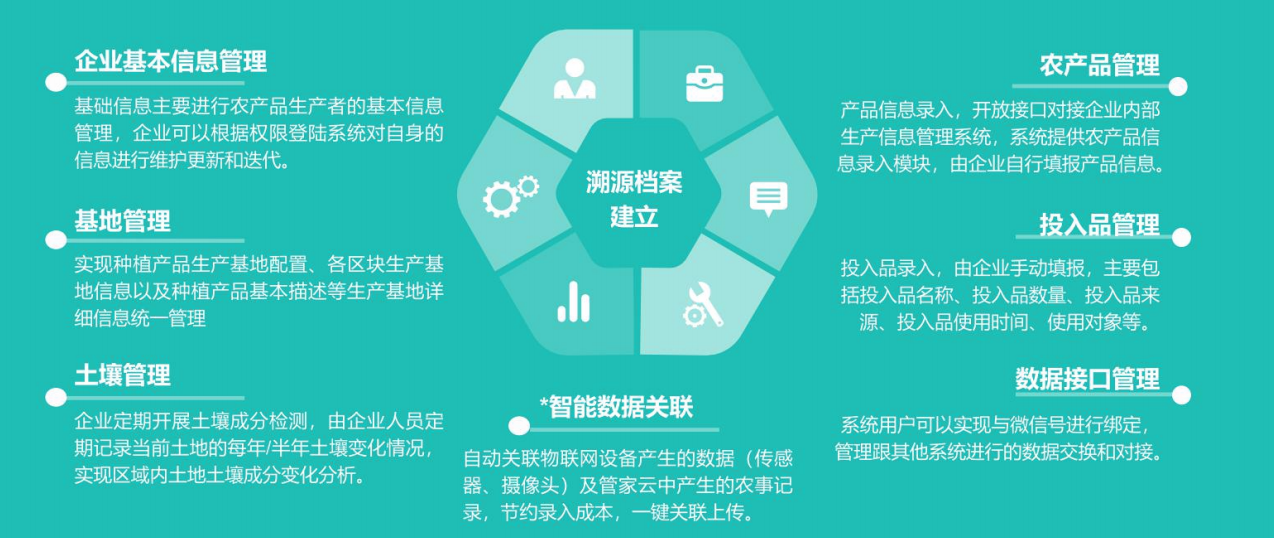 企业基本信息管理
基础信息主要进行农产品生产者的基本信息
管理，企业可以根据权限登陆系统对自身的
信息进行维护更新和迭代。
基地管理
实现种植产品生产基地配置、各区块生产基
地信息以及种植产品基本描述等生产基地详
细信息统一管理
土壤管理
企业定期开展土壤成分检测，由企业人员定
期记录当前土地的每年/半年土壤变化情况，
实现区域内土地土壤成分变化分析。
溯源档案
建立
*智能数据关联
自动关联物联网设备产生的数据（传感
器、摄像头）及管家云中产生的农事记
录，节约录入成本，一键关联上传。
农产品管理
产品信息录入，开放接口对接企业内部
生产信息管理系统，系统提供农产品信
息录入模块，由企业自行填报产品信息。
投入品管理
投入品录入，由企业手动填报，主要包
括投入品名称、投入品数量、投入品来
源、投入品使用时间、使用对象等。
数据接口管理
系统用户可以实现与微信号进行绑定，
管理跟其他系统进行的数据交换和对接。